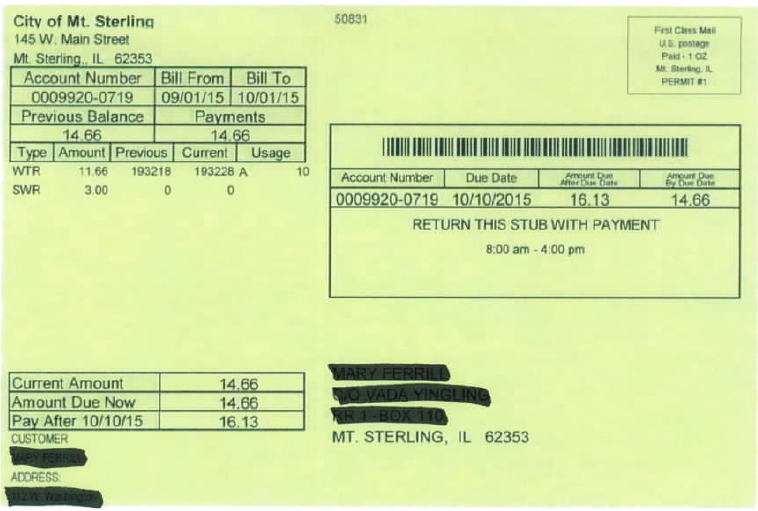 City of Mt. Sterling
145 W. Main Street
Mt. Sterling,, IL 62353
Account Number Bill From Bill To
0009920-0719 09/01/15 10/01/15
Previous Balance Payments
14.66 14.66
Type Amount Previous Current Usage
WTR 11.66 193218 193228 A 10
SWR 3.00 0 0
Current Amount 14.66
Amount Due Now 14.66
Pay After 10/10/15 16.13
CUSTOMER
ADDRESS:
50831
First Class Mail
U.S. postage
Paid - 1 OZ
Mt. Sterling, IL
PERMIT #1
Account Number Due Date Amount Due After Due Date Amount Due By Due Date
0009920-0719 10/10/2015 16.13 14.66
RETURN THIS STUB WITH PAYMENT
8:00 am - 4:00 pm
MT. STERLING, IL 62353